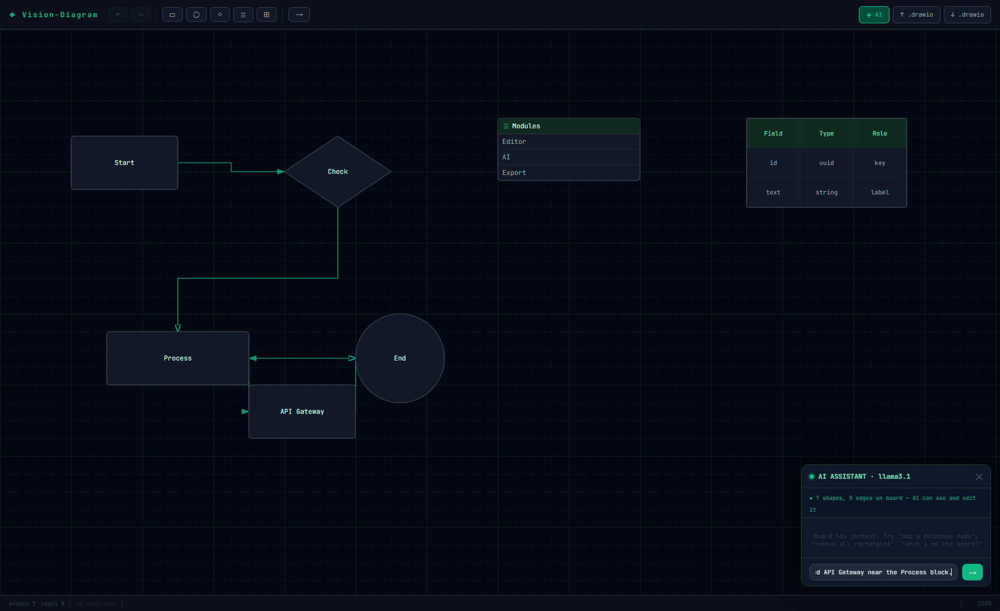 Vision-Diagram
AI
↑ .drawio
↓ .drawio
Start
Check
Modules
Editor
AI
Export
Field Type Role
id uuid key
text string label
Process
End
API Gateway
AI ASSISTANT · llama3.1
● 7 shapes, 5 edges on board — AI can see and edit
it
Board has content. Try "add a database node",
"remove all rectangles", "what's on the board?"
API Gateway near the Process block.
shapes 7 edges 5 no selection
100%